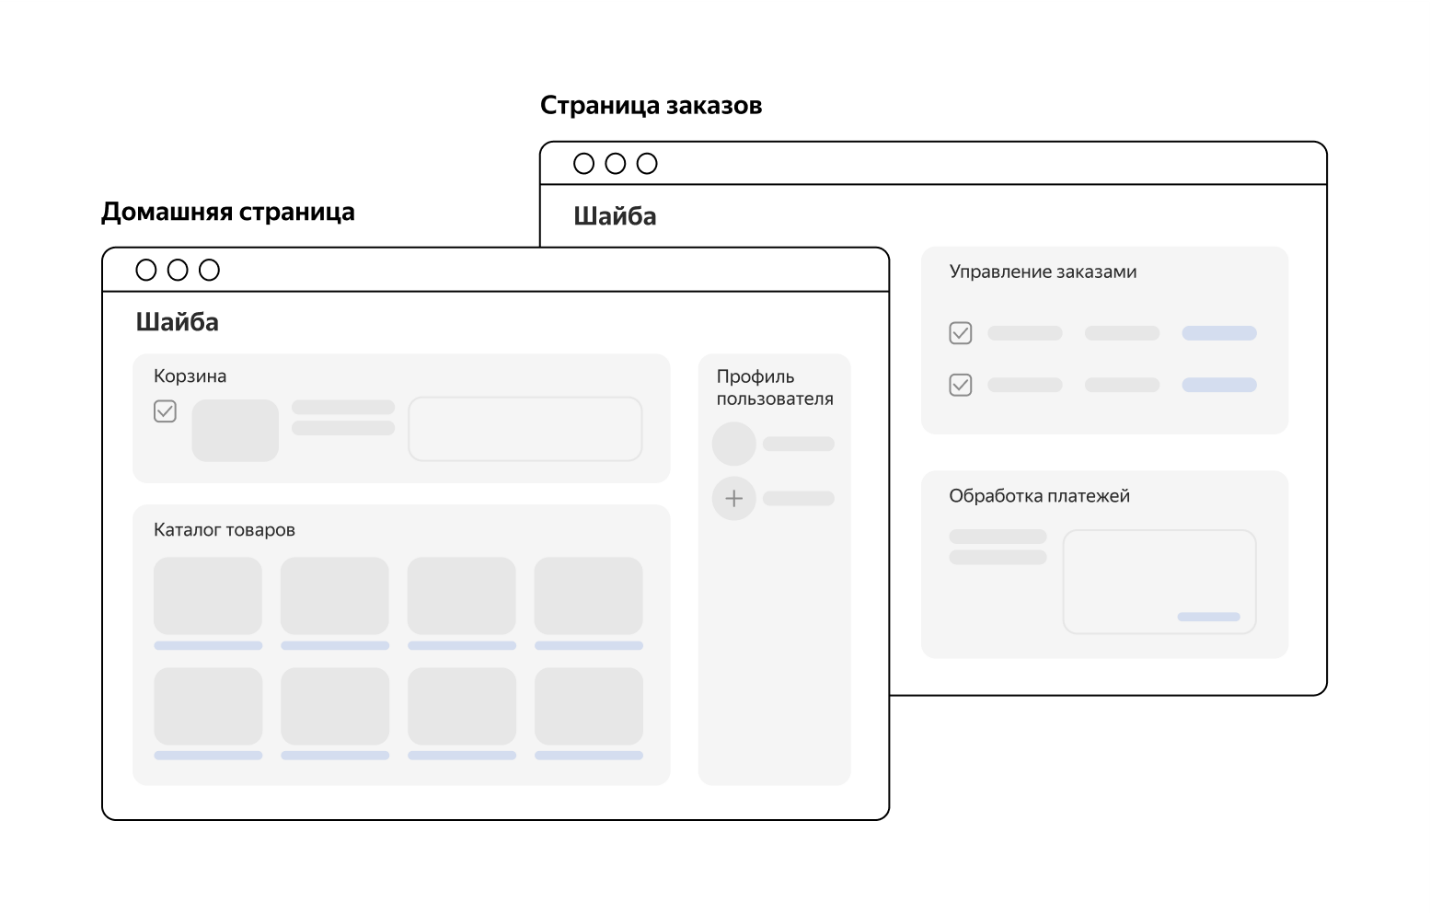 Страница заказов
Шайба
Управление заказами
Обработка платежей
Домашняя страница
Шайба
Корзина
Профиль
пользователя
Каталог товаров